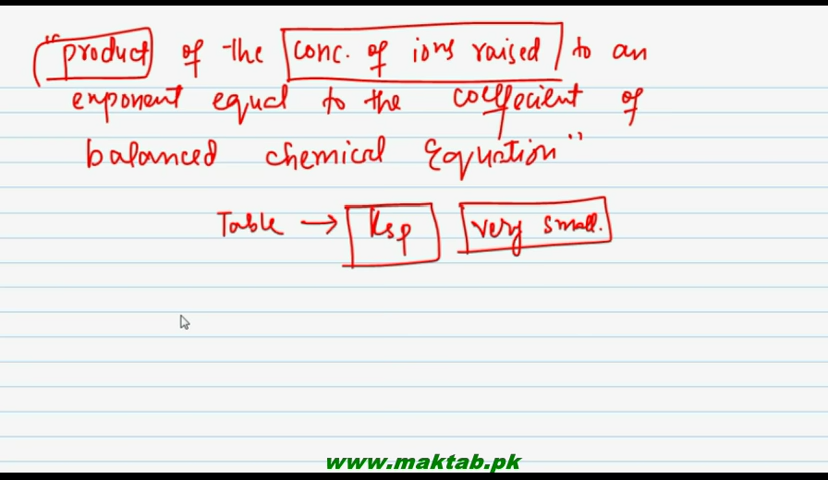 "product of the conc. of ions raised to an
exponent equal to the coeffecient of
balanced chemical Equation"
Table → Ksp very small.
www.maktab.pk